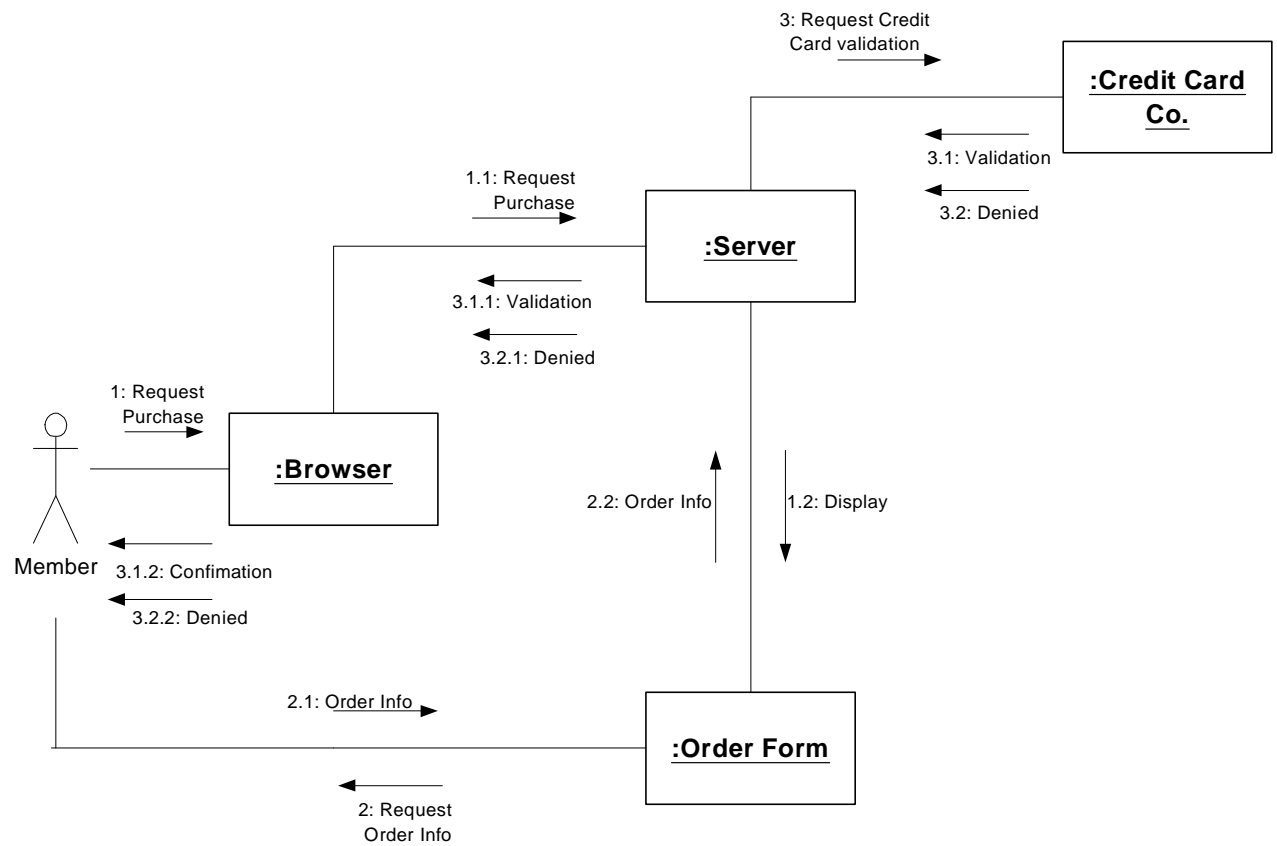 3: Request Credit
Card validation
:Credit Card
Co.
3.1: Validation
3.2: Denied
1.1: Request
Purchase
:Server
3.1.1: Validation
3.2.1: Denied
1: Request
Purchase
:Browser
Member
3.1.2: Confimation
3.2.2: Denied
2.2: Order Info
1.2: Display
2.1: Order Info
:Order Form
2: Request
Order Info